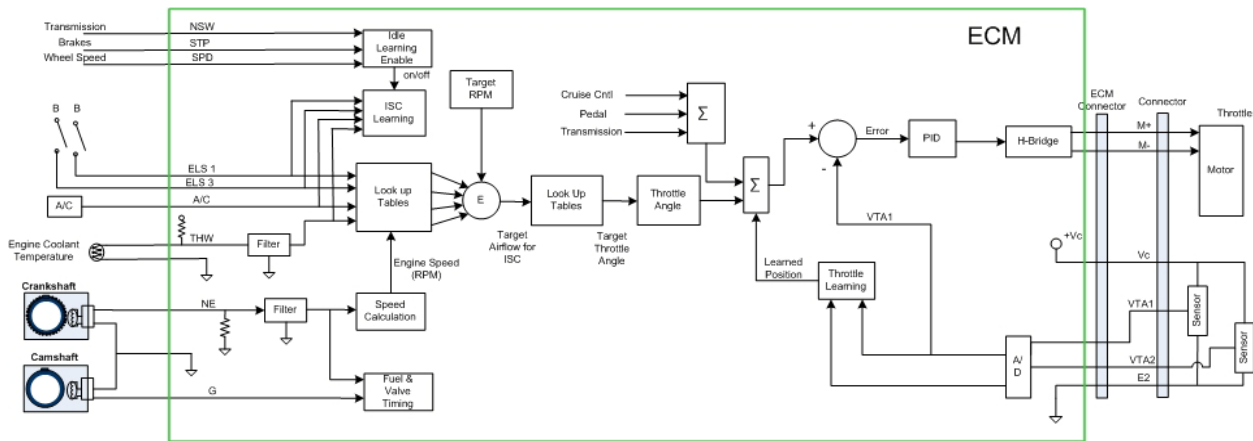 ECM
Transmission
NSW
Brakes
STP
Wheel Speed
SPD
Idle
Learning
Enable
on/off
ISC
Learning
Target
RPM
B
B
ELS 1
ELS 3
A/C
A/C
Look up
Tables
E
Target
Airflow for
ISC
Look Up
Tables
Target
Throttle
Angle
Throttle
Angle
Cruise Cntl
Pedal
Transmission
Σ
Σ
+
-
Error
PID
H-Bridge
ECM
Connector
Connector
Throttle
M+
M-
Motor
Engine Coolant
Temperature
THW
Filter
Engine Speed
(RPM)
Crankshaft
NE
Filter
Speed
Calculation
Camshaft
G
Fuel &
Valve
Timing
VTA1
Learned
Position
Throttle
Learning
A/
D
+Vc
Vc
VTA1
Sensor
VTA2
Sensor
E2